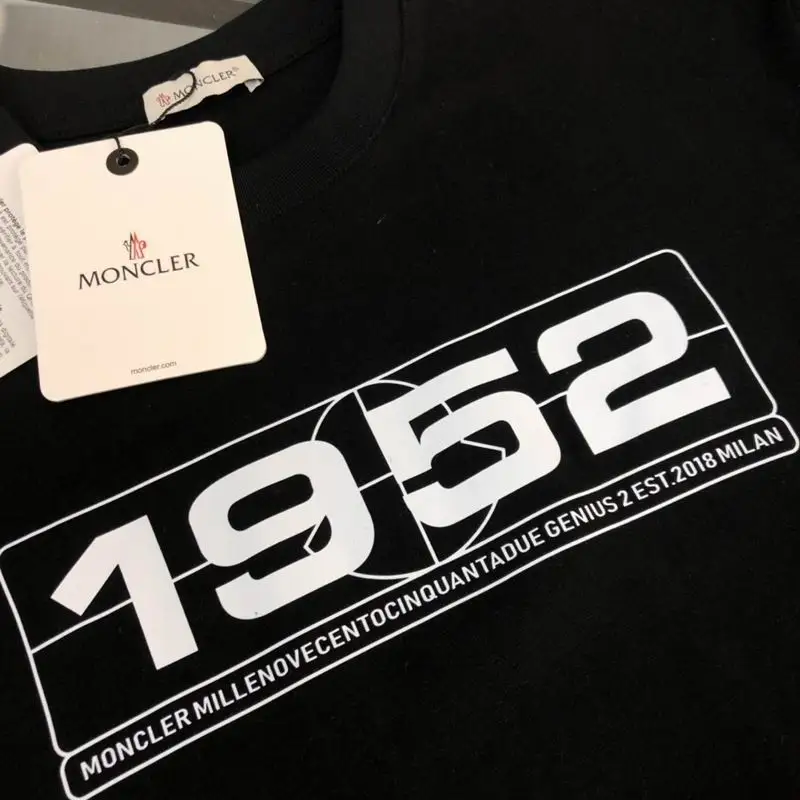 MONCLER
MONCLER
moncler.com
1952
MONCLER MILLENOVECENTOCINQUANTADUE GENIUS 2 EST.2018 MILAN